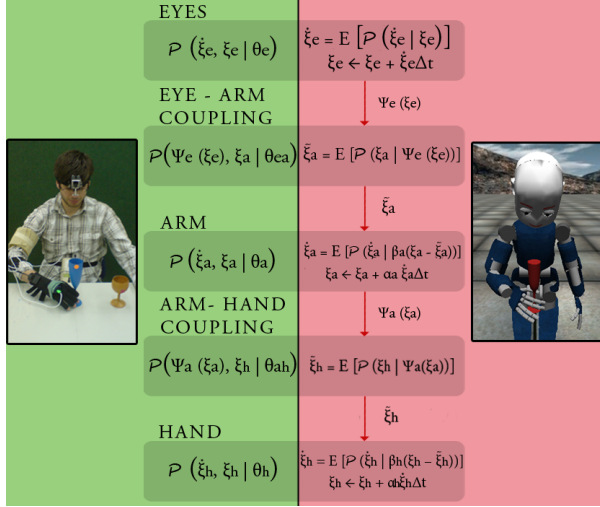 EYES
P (ξ̇e, ξe | θe)
ξ̇e = E [P (ξ̇e | ξe)]
ξe ← ξe + ξ̇eΔt
Ψe (ξe)
EYE - ARM
COUPLING
P(Ψe (ξe), ξa | θea)
ξ̄a = E [P (ξa | Ψe (ξe))]
ξ̄a
ARM
P (ξ̇a, ξa | θa)
ξ̇a = E [P (ξ̇a | βa(ξa - ξ̄a))]
ξa ← ξa + αa ξ̇aΔt
Ψa (ξa)
ARM- HAND
COUPLING
P(Ψa (ξa), ξh | θah)
ξ̄h = E [P (ξh | Ψa(ξa))]
ξ̄h
HAND
P (ξ̇h, ξh | θh)
ξ̇h = E [P (ξ̇h | βh(ξh - ξ̄h))]
ξh ← ξh + αhξ̇hΔt